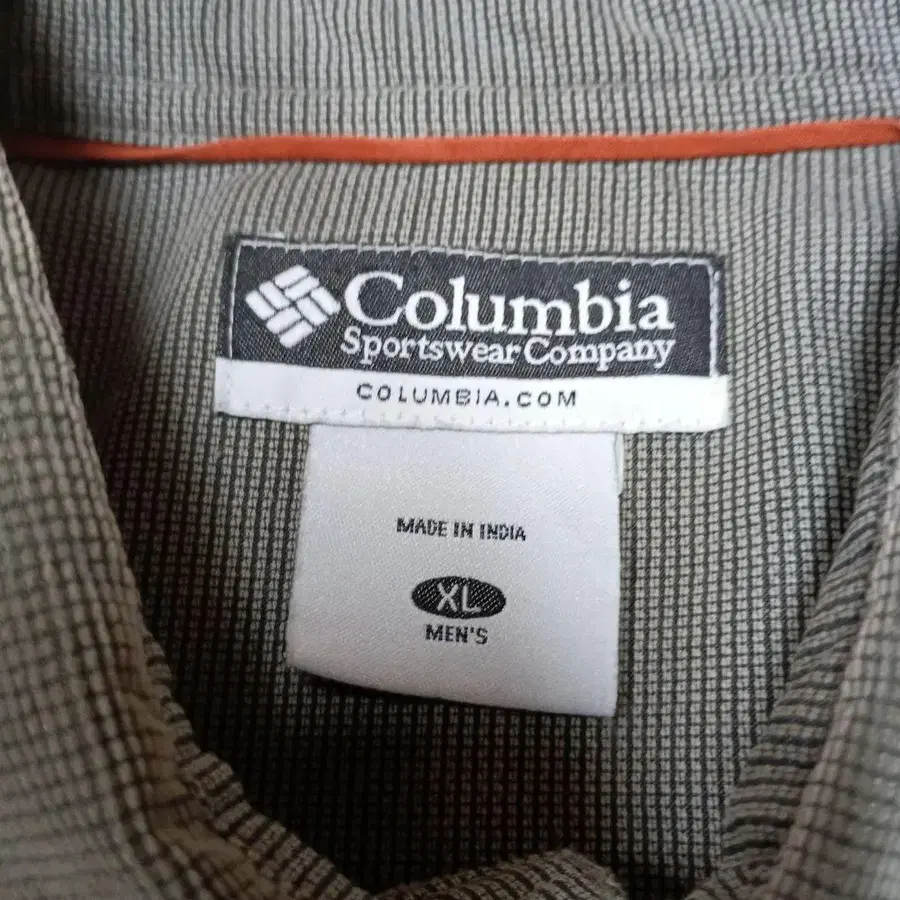 Columbia
Sportswear Company
COLUMBIA.COM
MADE IN INDIA
XL
MEN'S